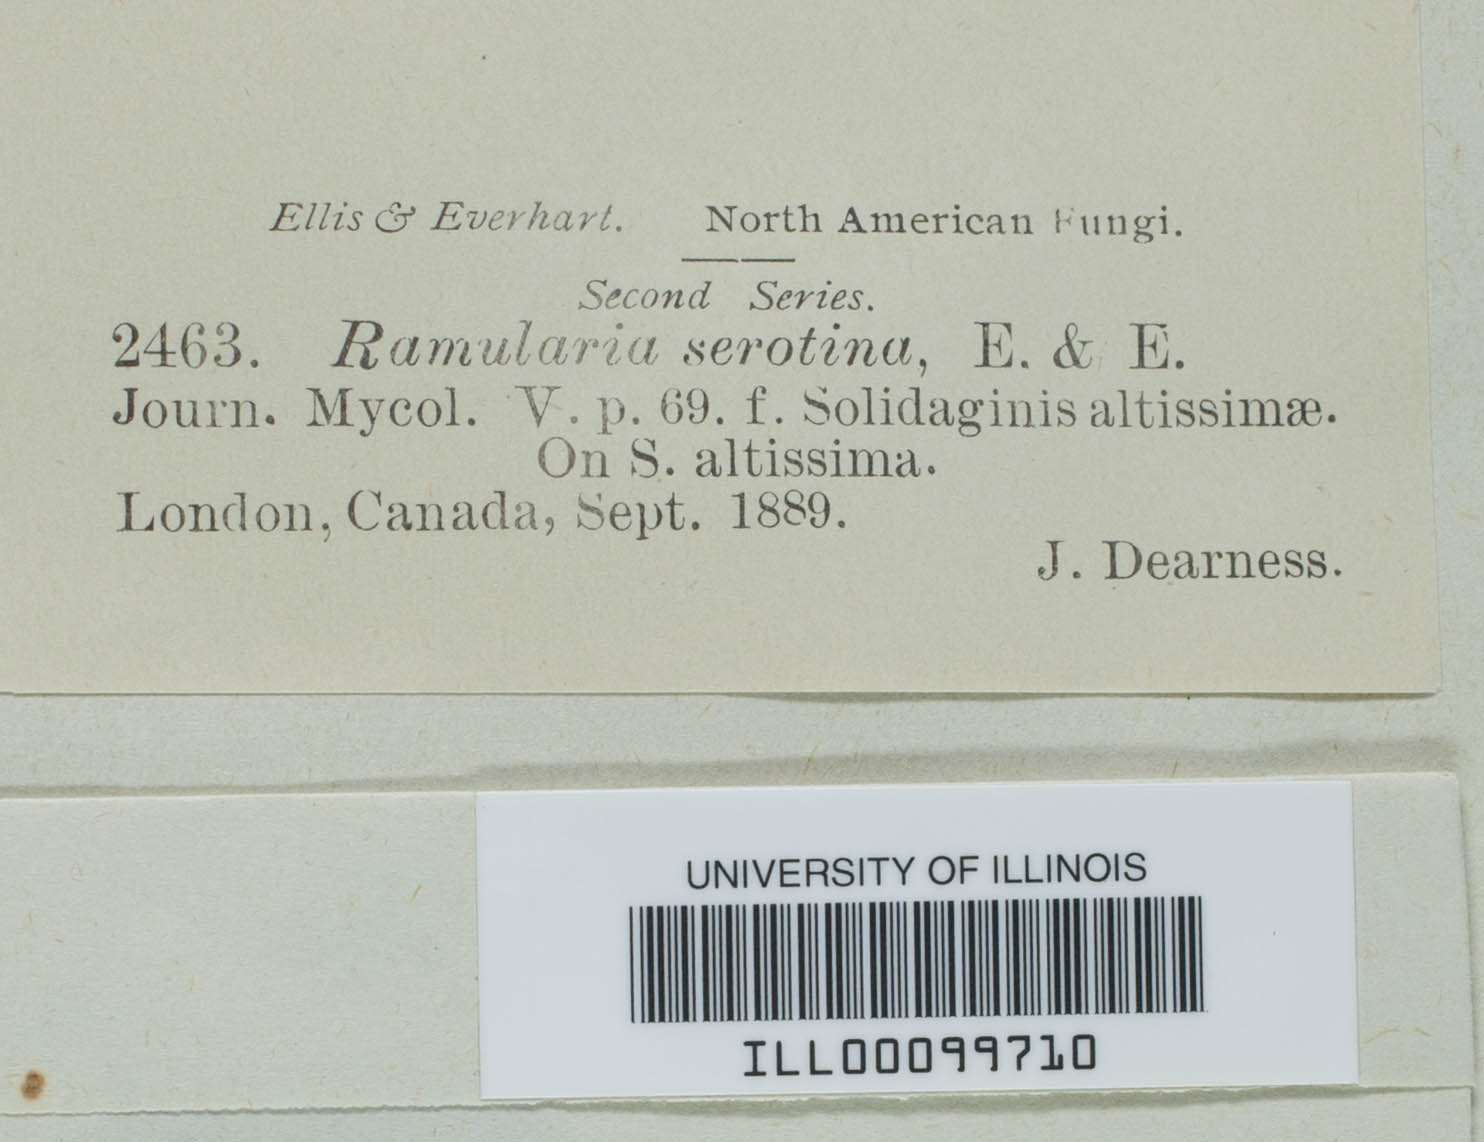 Ellis & Everhart. North American Fungi.
Second Series.
2463. Ramularia serotina, E. & E.
Journ. Mycol. V. p. 69. f. Solidaginis altissimæ.
On S. altissima.
London, Canada, Sept. 1889.
J. Dearness.
UNIVERSITY OF ILLINOIS
ILL00099710